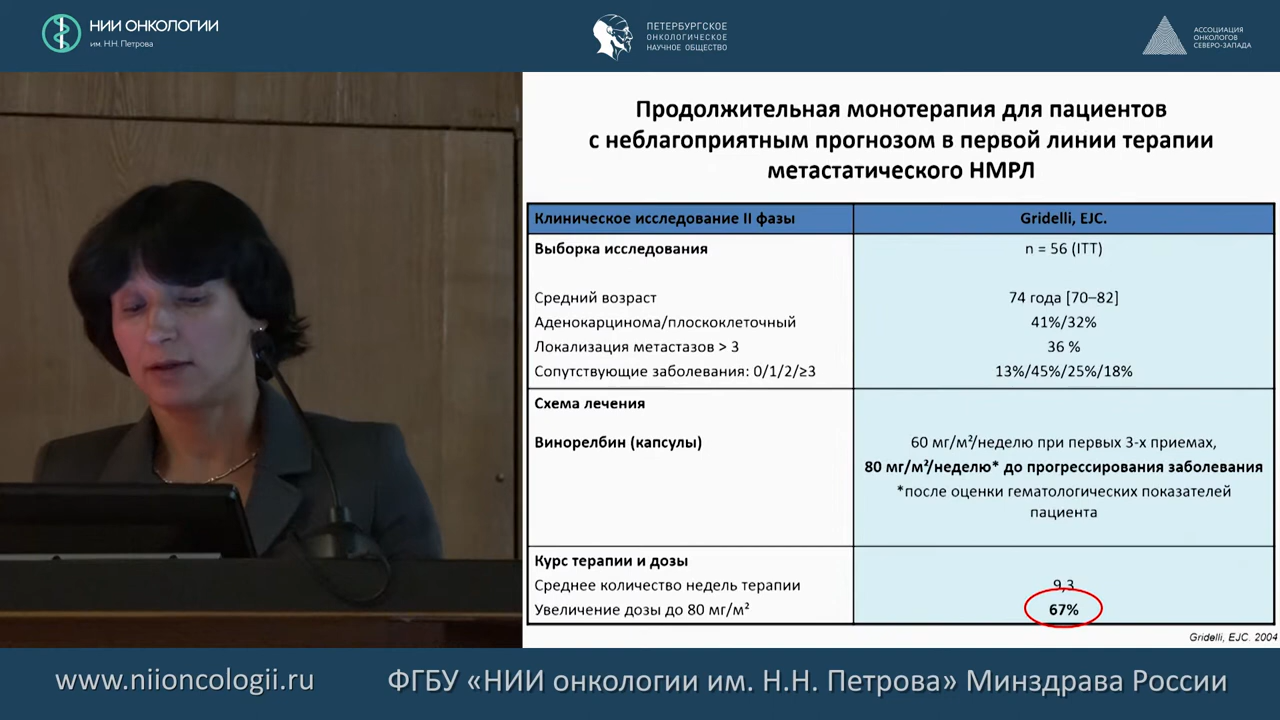 НИИ ОНКОЛОГИИ
им. Н.Н. Петрова
ПЕТЕРБУРГСКОЕ
ОНКОЛОГИЧЕСКОЕ
НАУЧНОЕ ОБЩЕСТВО
АССОЦИАЦИЯ
ОНКОЛОГОВ
СЕВЕРО-ЗАПАДА
Продолжительная монотерапия для пациентов
с неблагоприятным прогнозом в первой линии терапии
метастатического НМРЛ
Клиническое исследование II фазы Gridelli, EJC.
Выборка исследования n = 56 (ITT)
Средний возраст 74 года [70–82]
Аденокарцинома/плоскоклеточный 41%/32%
Локализация метастазов > 3 36 %
Сопутствующие заболевания: 0/1/2/≥3 13%/45%/25%/18%
Схема лечения
Винорелбин (капсулы) 60 мг/м²/неделю при первых 3-х приемах,
80 мг/м²/неделю* до прогрессирования заболевания
*после оценки гематологических показателей
пациента
Курс терапии и дозы
Среднее количество недель терапии 9,3
Увеличение дозы до 80 мг/м² 67%
Gridelli, EJC. 2004
www.niioncologii.ru ФГБУ «НИИ онкологии им. Н.Н. Петрова» Минздрава России